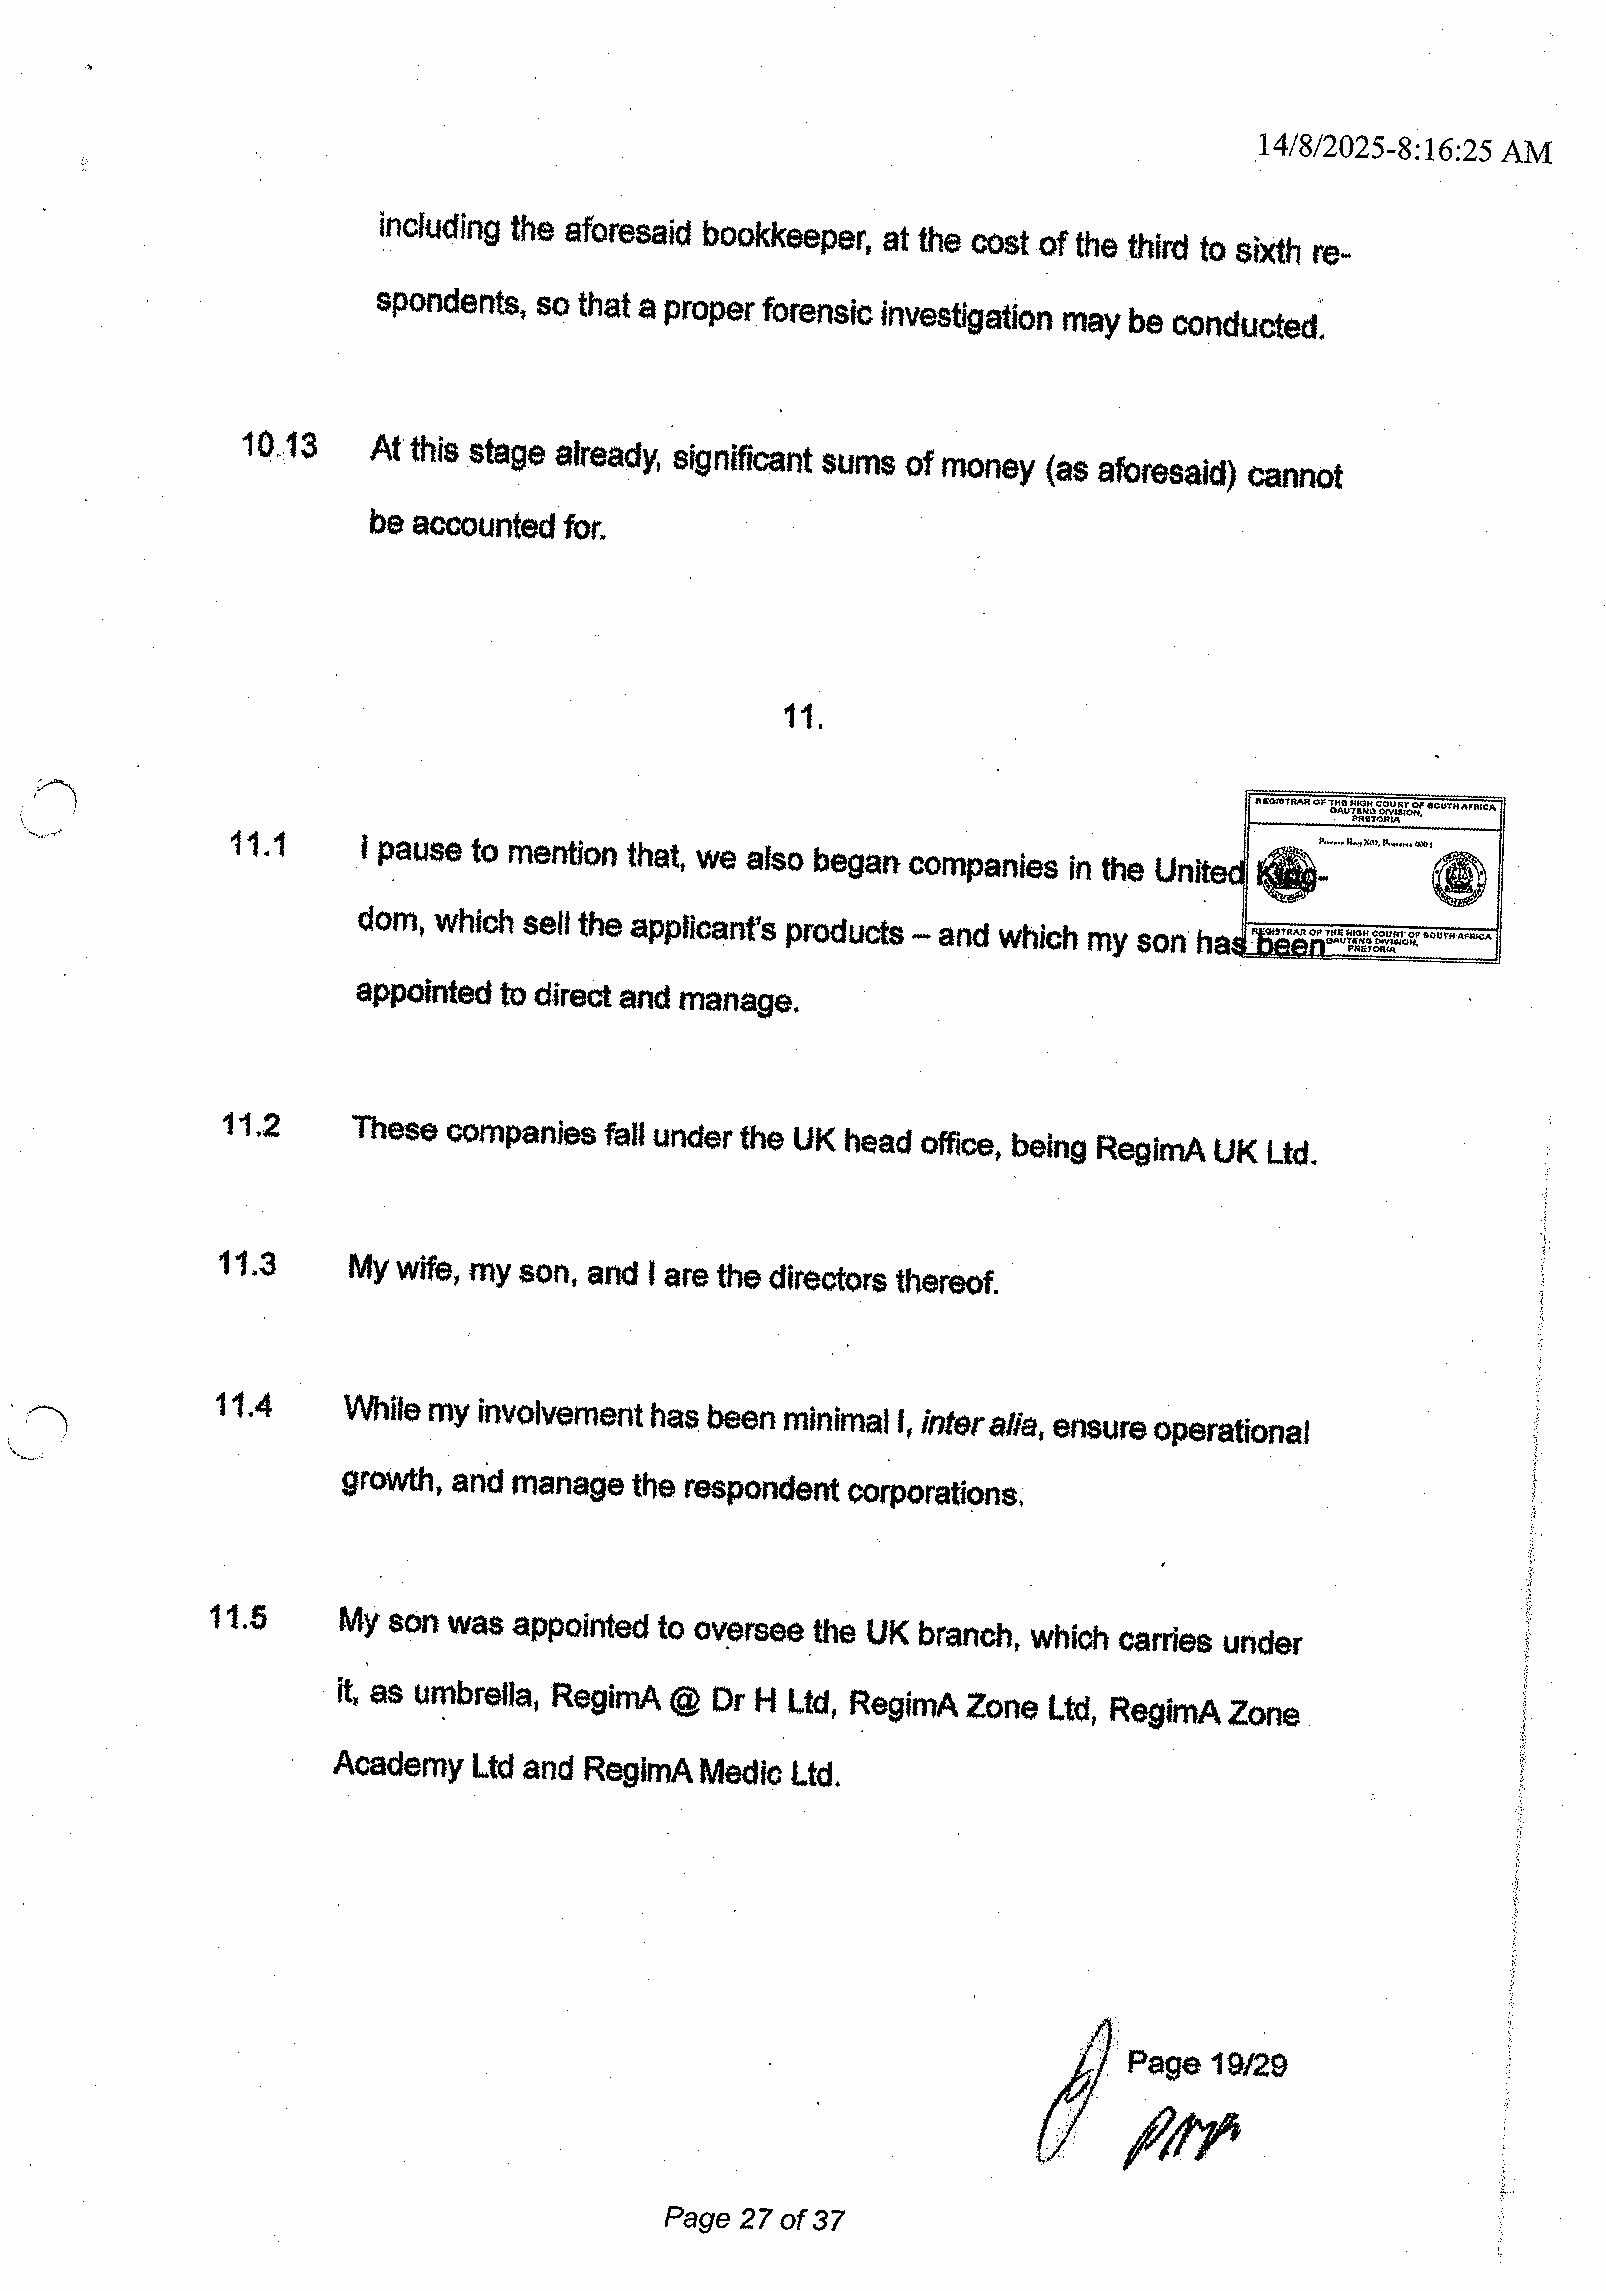 14/8/2025-8:16:25 AM
including the aforesaid bookkeeper, at the cost of the third to sixth re-
spondents, so that a proper forensic investigation may be conducted.
10.13 At this stage already, significant sums of money (as aforesaid) cannot
be accounted for.
11.
REGISTRAR OF THE HIGH COURT OF SOUTH AFRICA
GAUTENG DIVISION,
PRETORIA
11.1 I pause to mention that, we also began companies in the United King-
dom, which sell the applicant's products – and which my son has been
REGISTRAR OF THE HIGH COURT OF SOUTH AFRICA
GAUTENG DIVISION,
PRETORIA
appointed to direct and manage.
11.2 These companies fall under the UK head office, being RegimA UK Ltd.
11.3 My wife, my son, and I are the directors thereof.
11.4 While my involvement has been minimal I, inter alia, ensure operational
growth, and manage the respondent corporations.
11.5 My son was appointed to oversee the UK branch, which carries under
it, as umbrella, RegimA @ Dr H Ltd, RegimA Zone Ltd, RegimA Zone
Academy Ltd and RegimA Medic Ltd.
Page 19/29
Page 27 of 37